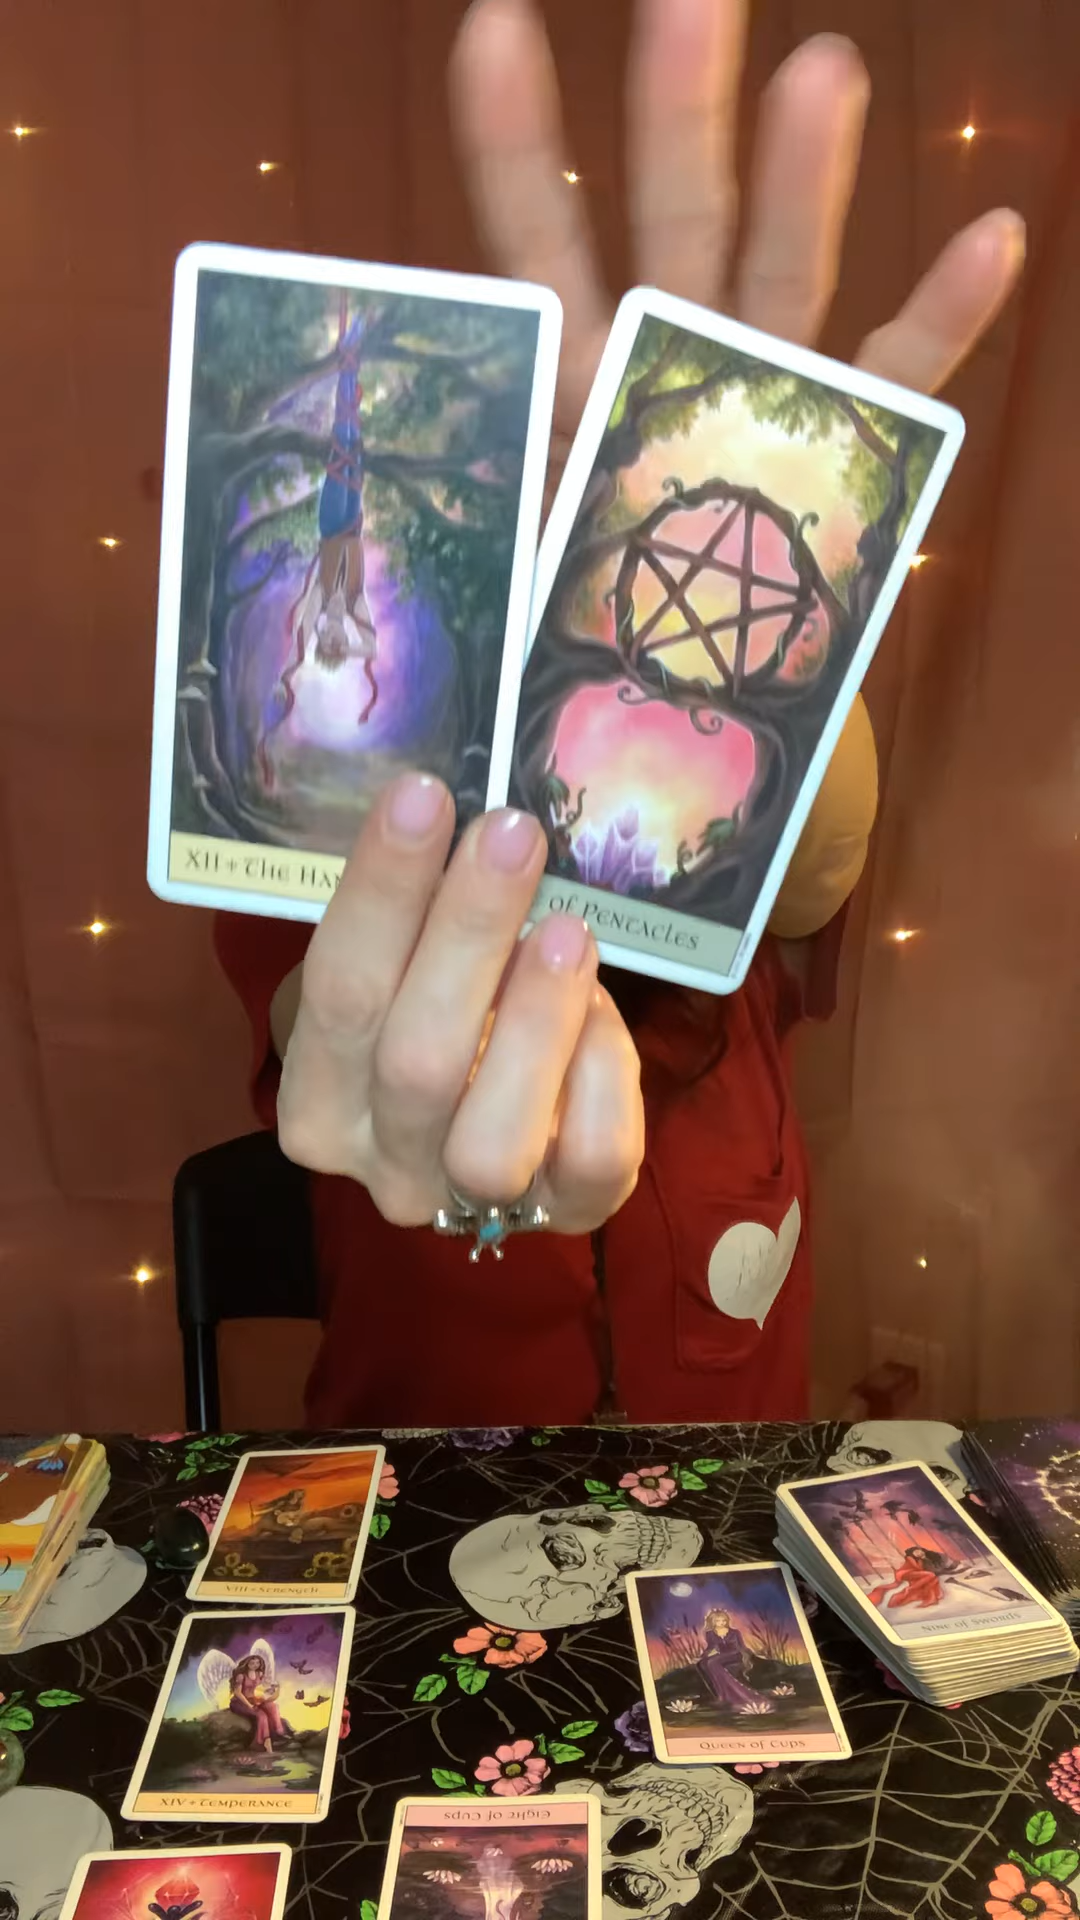 XII ✦ THE HAN
OF PENTACLES
VIII ✦ STRENGTH
NINE OF SWORDS
QUEEN OF CUPS
XIV ✦ TEMPERANCE
Eight of Cups